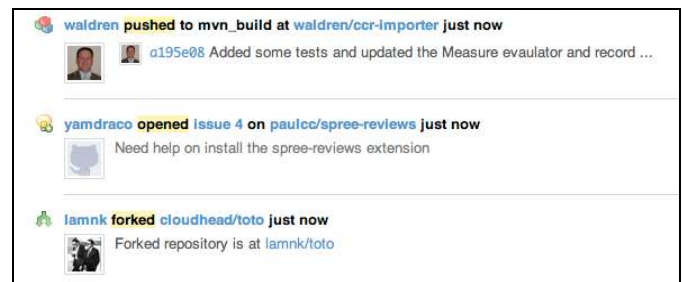 waldren pushed to mvn_build at waldren/ccr-importer just now
a195e08 Added some tests and updated the Measure evaulator and record ...
yamdraco opened issue 4 on paulcc/spree-reviews just now
Need help on install the spree-reviews extension
lamnk forked cloudhead/toto just now
Forked repository is at lamnk/toto